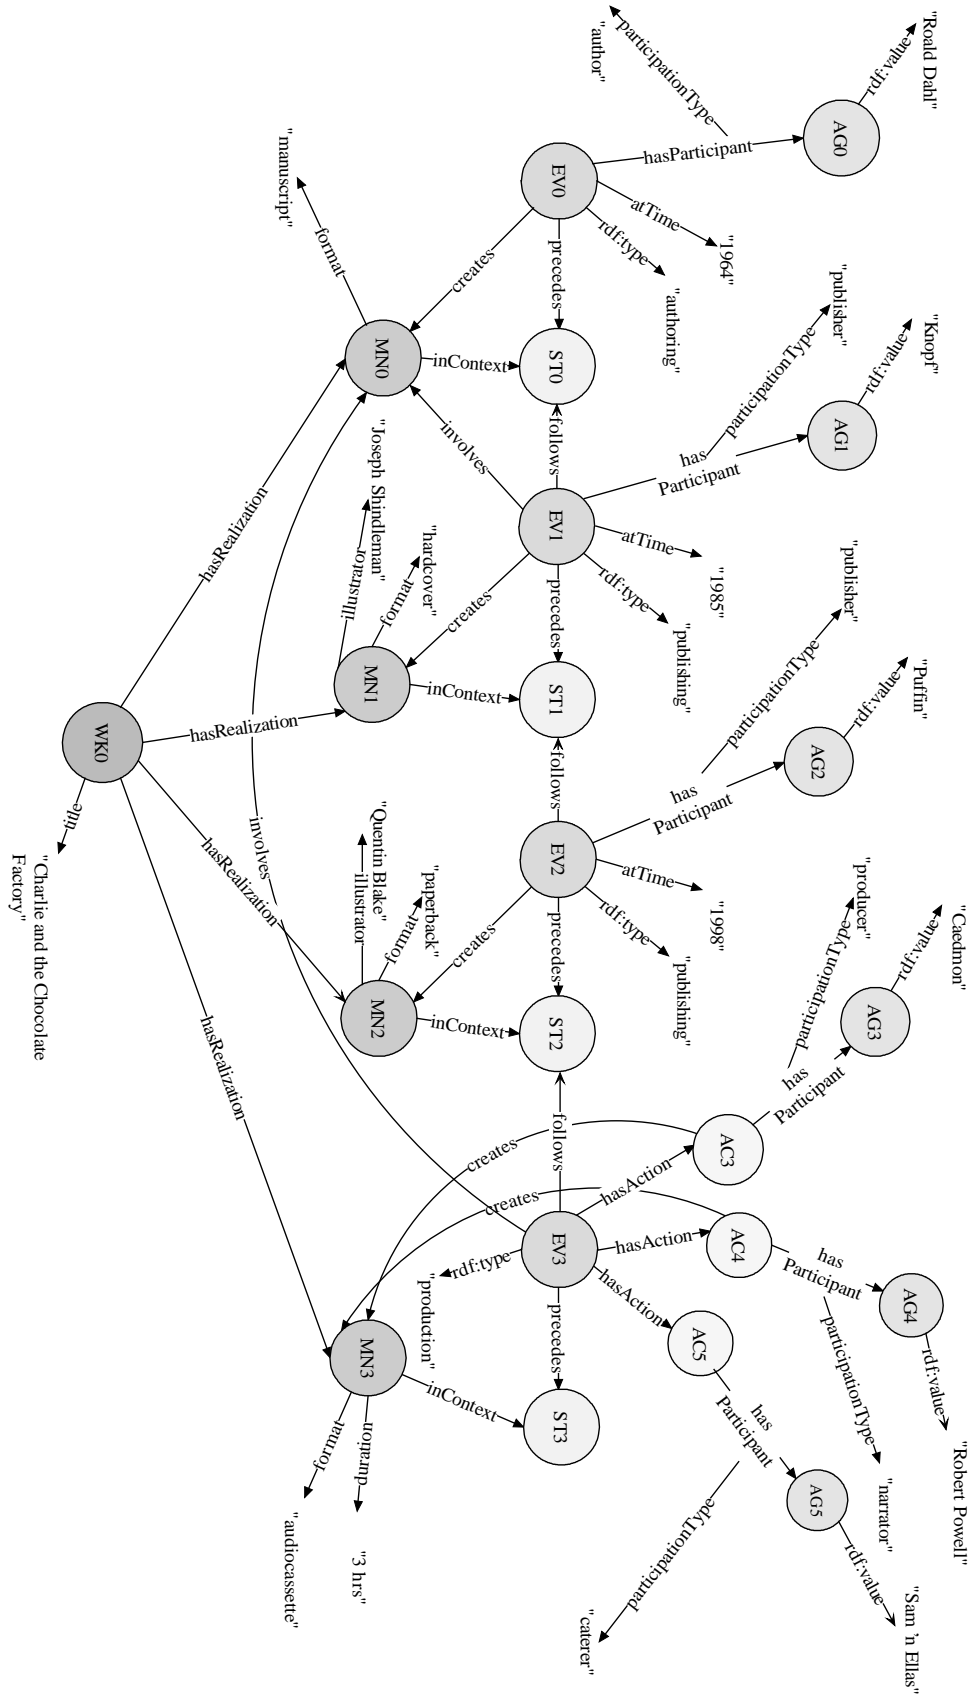 "Roald Dahl"
rdf:value
AG0
participationType
"author"
hasParticipant
EV0
atTime
"1964"
rdf:type
"authoring"
precedes
creates
"manuscript"
format
MN0
inContext
ST0
"Knopf"
rdf:value
AG1
"publisher"
participationType
has
Participant
follows
involves
EV1
atTime
"1985"
rdf:type
"publishing"
precedes
creates
"Joseph Shindleman"
illustrator
"hardcover"
format
MN1
inContext
ST1
"Puffin"
rdf:value
AG2
"publisher"
participationType
has
Participant
follows
EV2
atTime
"1998"
rdf:type
"publishing"
precedes
creates
"Quentin Blake"
illustrator
"paperback"
format
MN2
inContext
ST2
"Caedmon"
rdf:value
AG3
"producer"
participationType
has
Participant
AC3
follows
creates
hasAction
creates
hasAction
AC4
has
Participant
AG4
rdf:value
"Robert Powell"
participationType
"narrator"
EV3
rdf:type
"production"
hasAction
AC5
has
Participant
AG5
rdf:value
"Sam 'n Ellas"
participationType
"caterer"
precedes
ST3
inContext
MN3
duration
"3 hrs"
format
"audiocassette"
involves
hasRealization
hasRealization
hasRealization
hasRealization
WK0
title
"Charlie and the Chocolate
Factory"